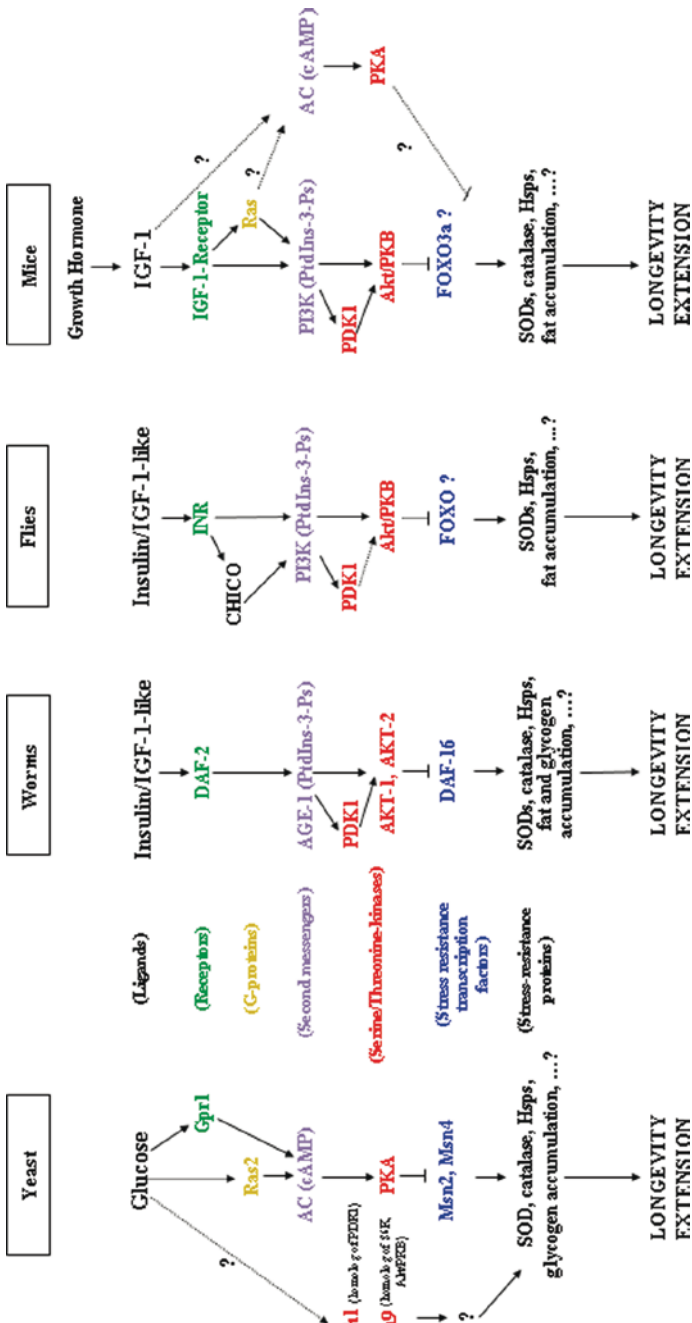 Yeast
Glucose
?
Gpr1
Ras2
AC (cAMP)
(homolog of PDK1)
PKA
(homolog of S6K,
Akt/PKB)
Msn2, Msn4
?
SOD, catalase, Hsps,
glycogen accumulation, ...?
LONGEVITY
EXTENSION
(Ligands)
(Receptors)
(G-proteins)
(Second messengers)
(Serine/Threonine-kinases)
(Stress resistance
transcription
factors)
(Stress-resistance
proteins)
Worms
Insulin/IGF-1-like
DAF-2
AGE-1 (PtdIns-3-Ps)
PDK1
AKT-1, AKT-2
DAF-16
SODs, catalase, Hsps,
fat and glycogen
accumulation, ...?
LONGEVITY
EXTENSION
Flies
Insulin/IGF-1-like
INR
CHICO
PI3K (PtdIns-3-Ps)
PDK1
Akt/PKB
FOXO ?
SODs, Hsps,
fat accumulation, ...?
LONGEVITY
EXTENSION
Mice
Growth Hormone
IGF-1
?
IGF-1-Receptor
Ras
?
AC (cAMP)
PI3K (PtdIns-3-Ps)
PKA
PDK1
?
Akt/PKB
FOXO3a ?
SODs, catalase, Hsps,
fat accumulation, ...?
LONGEVITY
EXTENSION